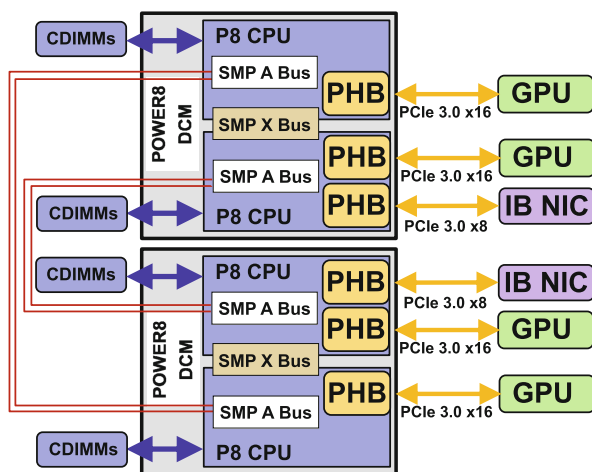 CDIMMs
P8 CPU
SMP A Bus
PHB
PCIe 3.0 x16
GPU
POWER8
DCM
SMP X Bus
PHB
PCIe 3.0 x16
GPU
SMP A Bus
PHB
PCIe 3.0 x8
IB NIC
CDIMMs
P8 CPU
CDIMMs
P8 CPU
PHB
PCIe 3.0 x8
IB NIC
SMP A Bus
PHB
PCIe 3.0 x16
GPU
POWER8
DCM
SMP X Bus
PHB
PCIe 3.0 x16
GPU
SMP A Bus
CDIMMs
P8 CPU